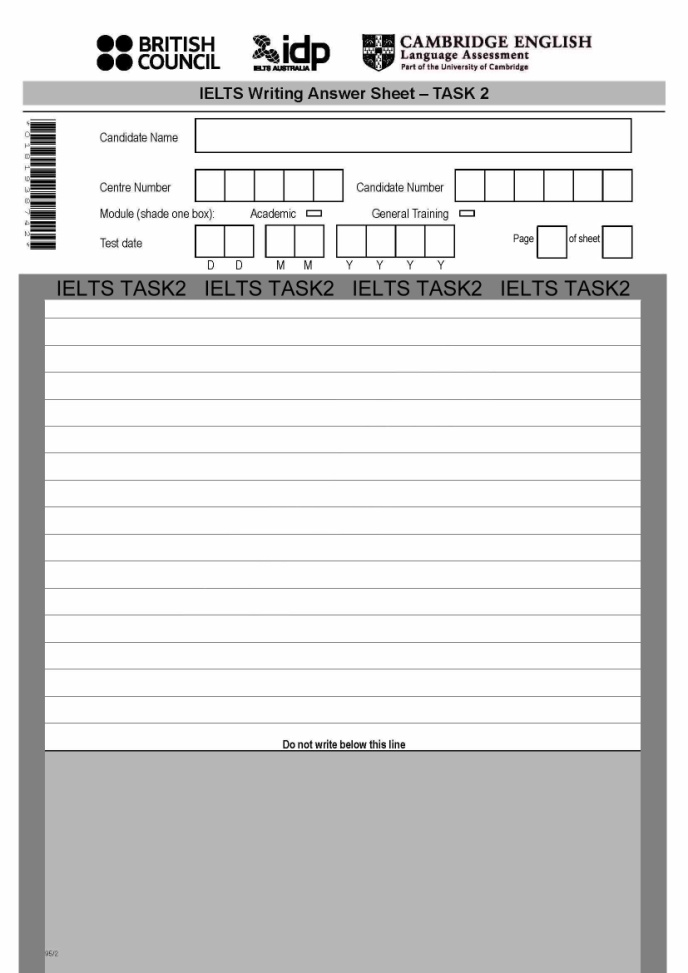 BRITISH
COUNCIL
idp
IELTS AUSTRALIA
CAMBRIDGE ENGLISH
Language Assessment
Part of the University of Cambridge
IELTS Writing Answer Sheet – TASK 2
Candidate Name
Centre Number Candidate Number
Module (shade one box): Academic General Training
Test date Page of sheet
D D M M Y Y Y Y
IELTS TASK2 IELTS TASK2 IELTS TASK2 IELTS TASK2
Do not write below this line
95/2